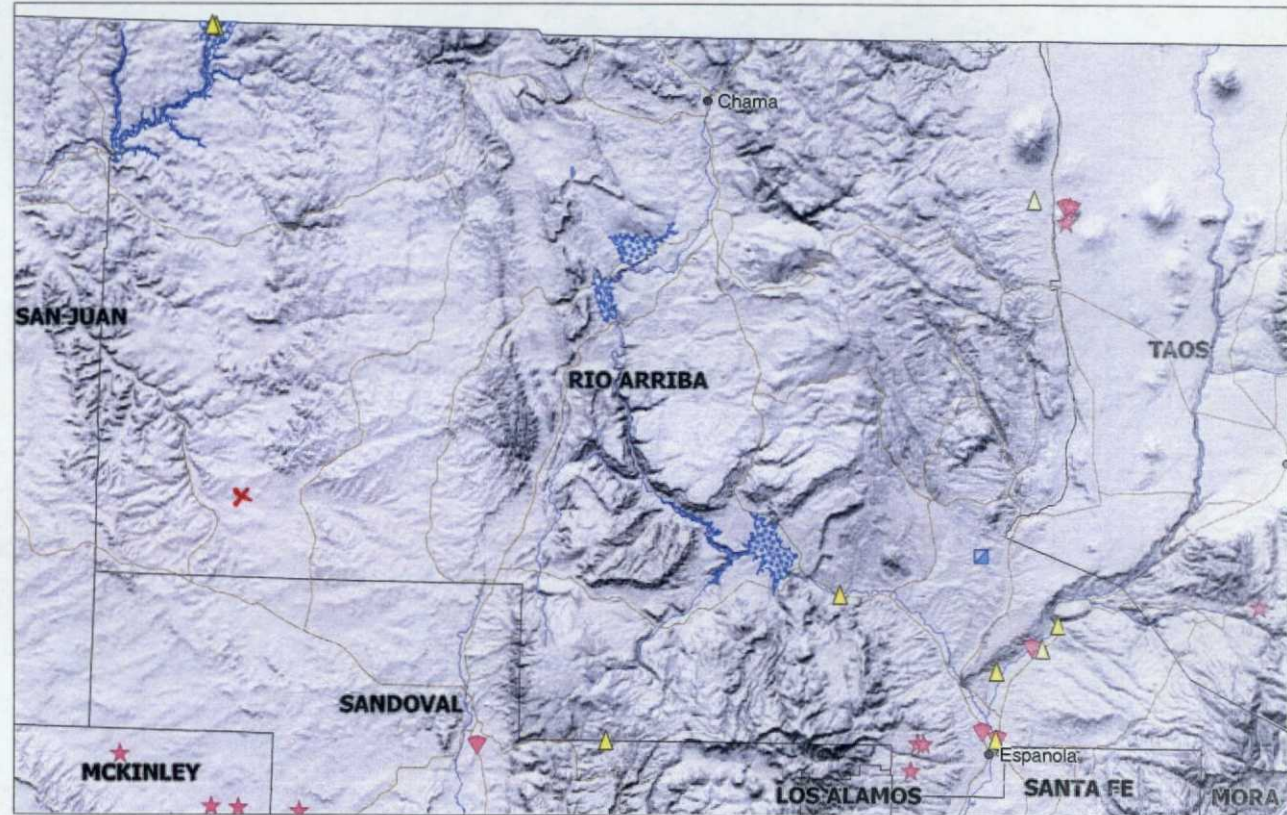 Chama
SAN JUAN
TAOS
RIO ARRIBA
SANDOVAL
Espanola
MCKINLEY
LOS ALAMOS
SANTA FE
MORA